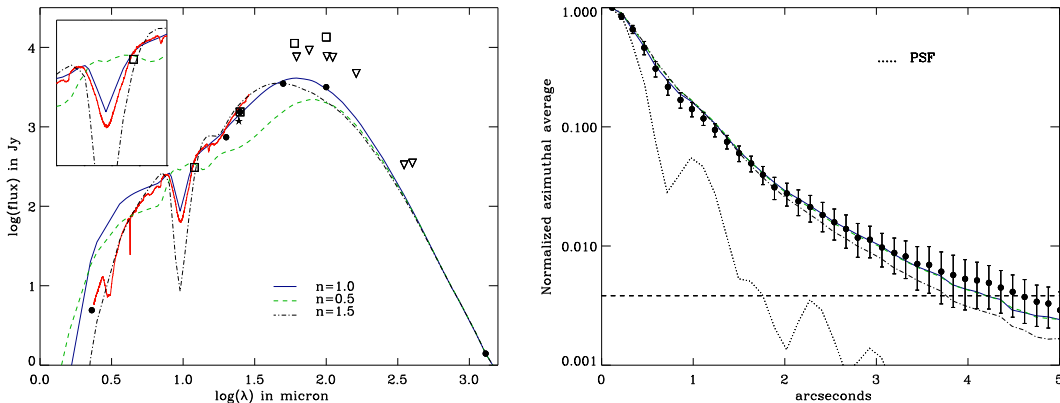 log(flux) in Jy
4
3
2
1
0
n=1.0
n=0.5
n=1.5
0.0 0.5 1.0 1.5 2.0 2.5 3.0
log(λ) in micron
Normalized azimuthal average
1.000
0.100
0.010
0.001
PSF
0 1 2 3 4 5
arcseconds